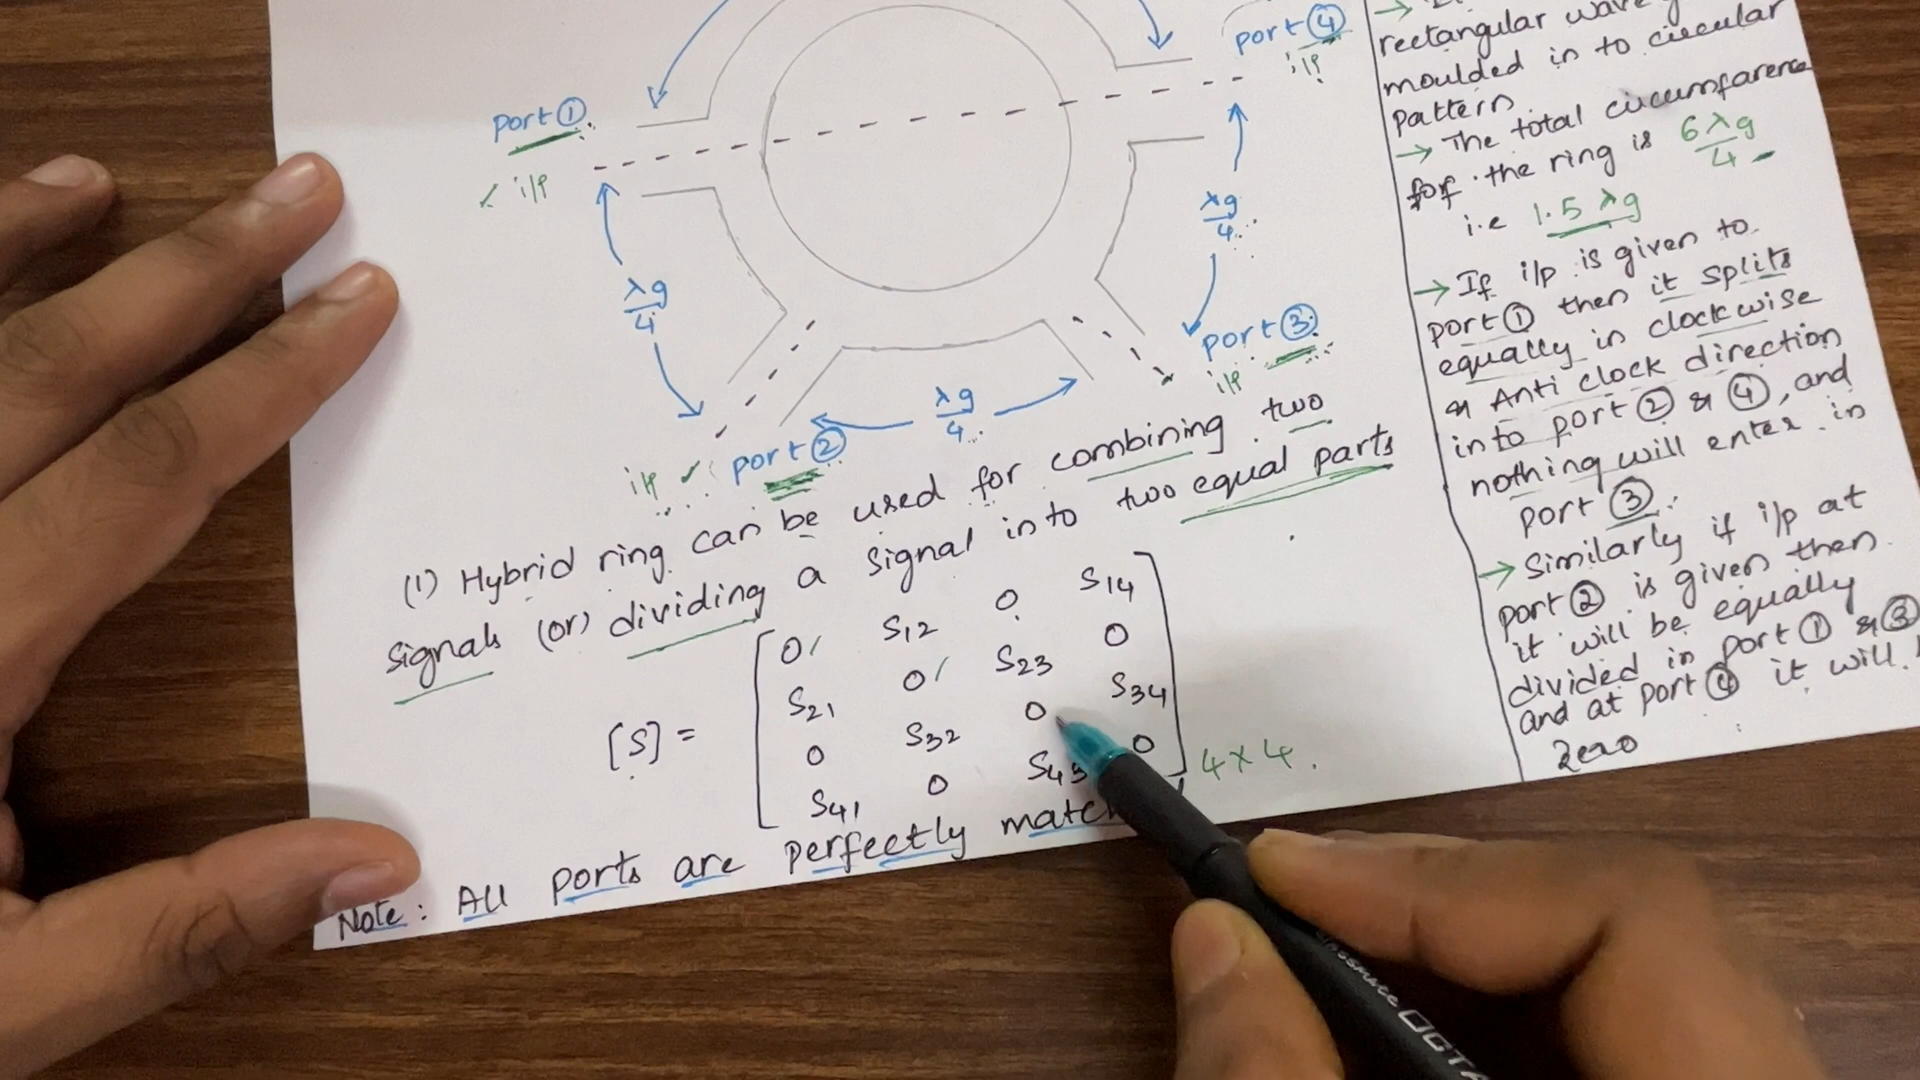 port ④
i/p
port ①
i/p
λg/4
λg/4
port ③
i/p
λg/4
i/p port ②
(1) Hybrid ring can be used for combining two
signals (or) dividing a signal into two equal parts
[S] =
0 S12 0 S14
S21 0 S23 0
0 S32 0 S34
S41 0 S43 0
4×4.
Note: All ports are perfectly
→
rectangular
moulded in to circular
pattern
→ The total circumfarence
for the ring is 6λg/4
i.e 1.5 λg
→ If i/p is given to
port ① then it splits
equally in clockwise
& Anti clock direction
into port ② & ④, and
nothing will enter in
port ③.
→ Similarly if i/p at
port ② is given then
it will be equally
divided in port ① & ③
and at port ④ it will
zero
OCTA